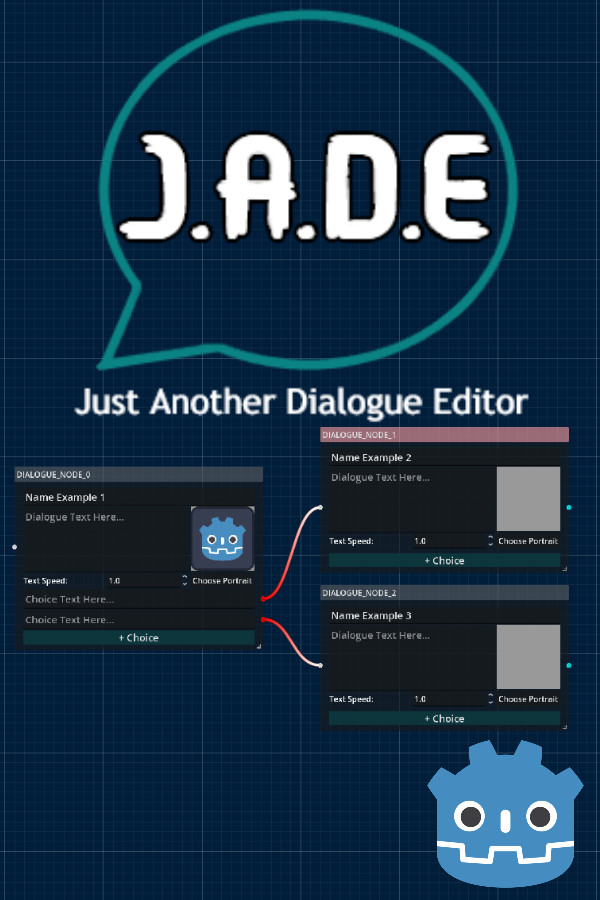 J.A.D.E
Just Another Dialogue Editor
DIALOGUE_NODE_0
Name Example 1
Dialogue Text Here...
Text Speed: 1.0 Choose Portrait
Choice Text Here...
Choice Text Here...
+ Choice
DIALOGUE_NODE_1
Name Example 2
Dialogue Text Here...
Text Speed: 1.0 Choose Portrait
+ Choice
DIALOGUE_NODE_2
Name Example 3
Dialogue Text Here...
Text Speed: 1.0 Choose Portrait
+ Choice